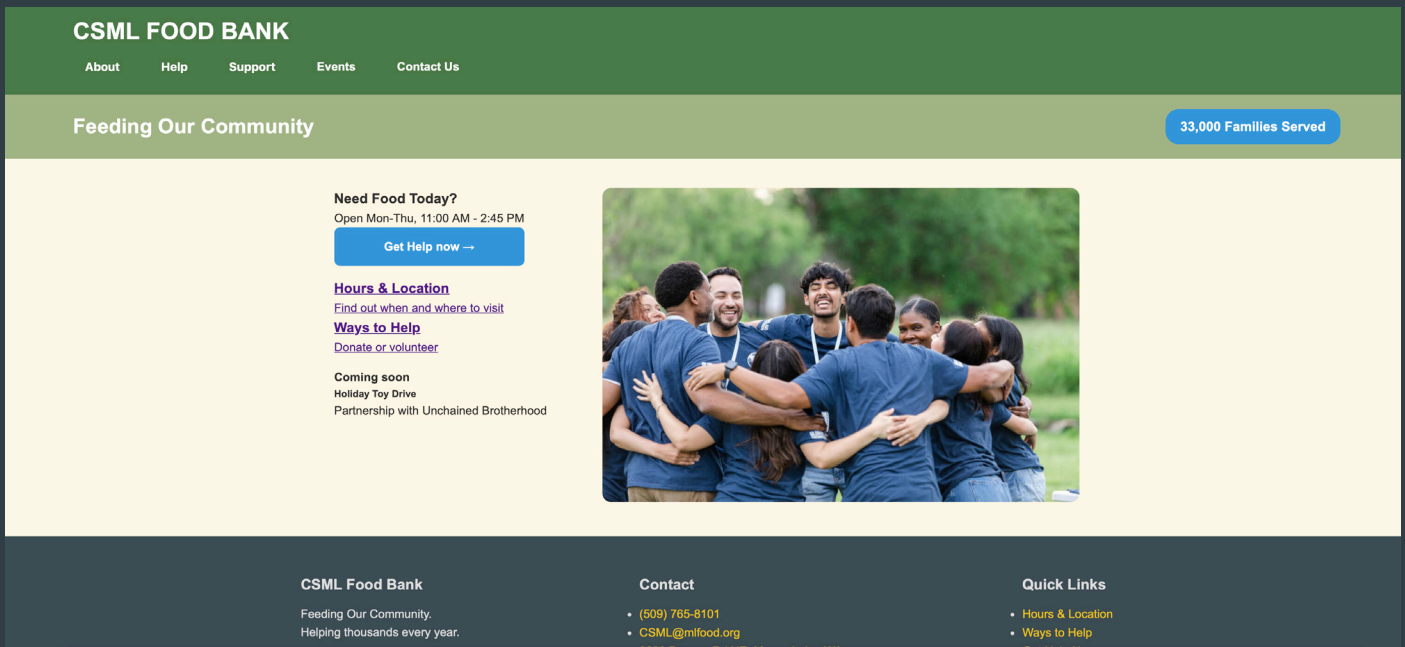 CSML FOOD BANK
About Help Support Events Contact Us
Feeding Our Community
33,000 Families Served
Need Food Today?
Open Mon-Thu, 11:00 AM - 2:45 PM
Get Help now →
Hours & Location
Find out when and where to visit
Ways to Help
Donate or volunteer
Coming soon
Holiday Toy Drive
Partnership with Unchained Brotherhood
CSML Food Bank
Feeding Our Community.
Helping thousands every year.
Contact
• (509) 765-8101
• CSML@mlfood.org
Quick Links
• Hours & Location
• Ways to Help